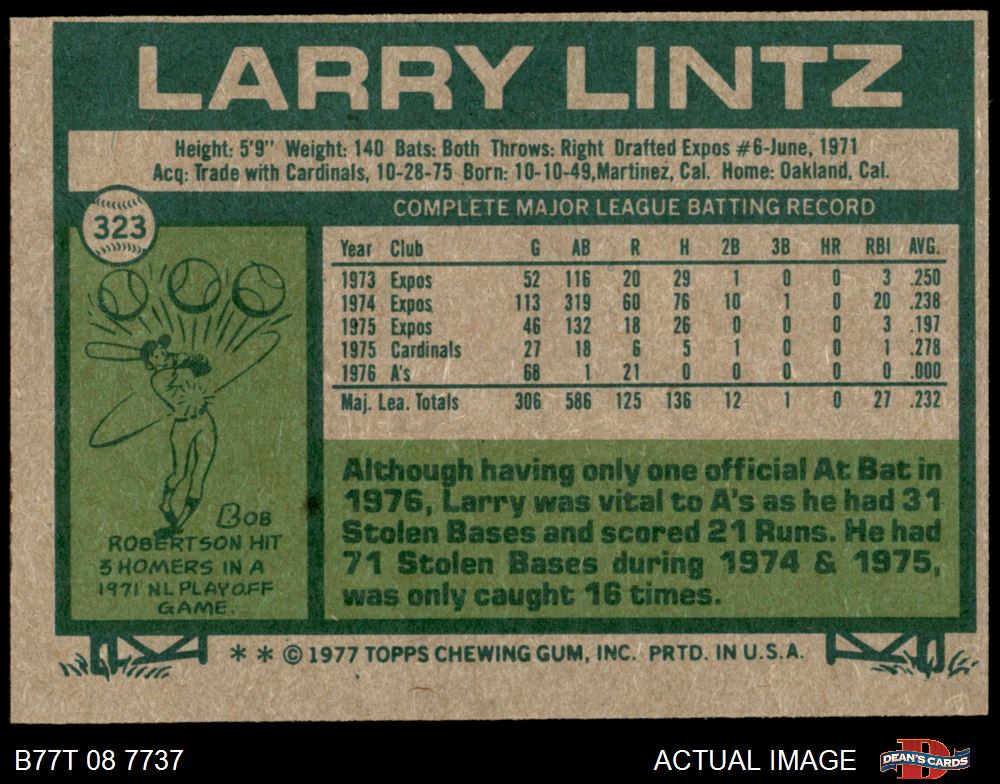 LARRY LINTZ
Height: 5'9" Weight: 140 Bats: Both Throws: Right Drafted Expos #6-June, 1971
Acq: Trade with Cardinals, 10-28-75 Born: 10-10-49, Martinez, Cal. Home: Oakland, Cal.
323
COMPLETE MAJOR LEAGUE BATTING RECORD
Year Club G AB R H 2B 3B HR RBI AVG.
1973 Expos 52 116 20 29 1 0 0 3 .250
1974 Expos 113 319 60 76 10 1 0 20 .238
1975 Expos 46 132 18 26 0 0 0 3 .197
1975 Cardinals 27 18 6 5 1 0 0 1 .278
1976 A's 68 1 21 0 0 0 0 0 .000
Maj. Lea. Totals 306 586 125 136 12 1 0 27 .232
BOB
ROBERTSON HIT
3 HOMERS IN A
1971 NL PLAYOFF
GAME.
Although having only one official At Bat in
1976, Larry was vital to A's as he had 31
Stolen Bases and scored 21 Runs. He had
71 Stolen Bases during 1974 & 1975,
was only caught 16 times.
** © 1977 TOPPS CHEWING GUM, INC. PRTD. IN U.S.A.
B77T 08 7737
ACTUAL IMAGE
DEAN'S CARDS